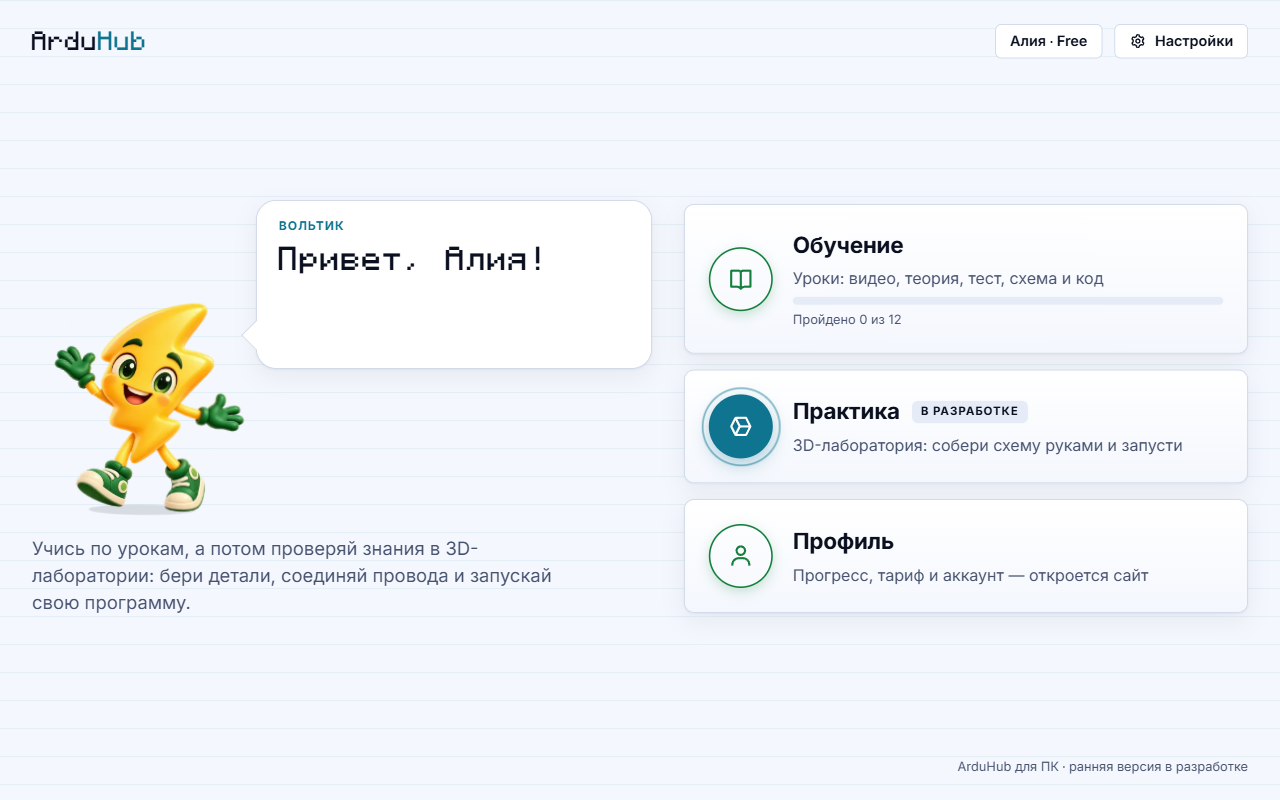 ArduHub
Алия · Free
Настройки
ВОЛЬТИК
Привет, Алия!
Учись по урокам, а потом проверяй знания в 3D-
лаборатории: бери детали, соединяй провода и запускай
свою программу.
Обучение
Уроки: видео, теория, тест, схема и код
Пройдено 0 из 12
Практика В РАЗРАБОТКЕ
3D-лаборатория: собери схему руками и запусти
Профиль
Прогресс, тариф и аккаунт — откроется сайт
ArduHub для ПК · ранняя версия в разработке